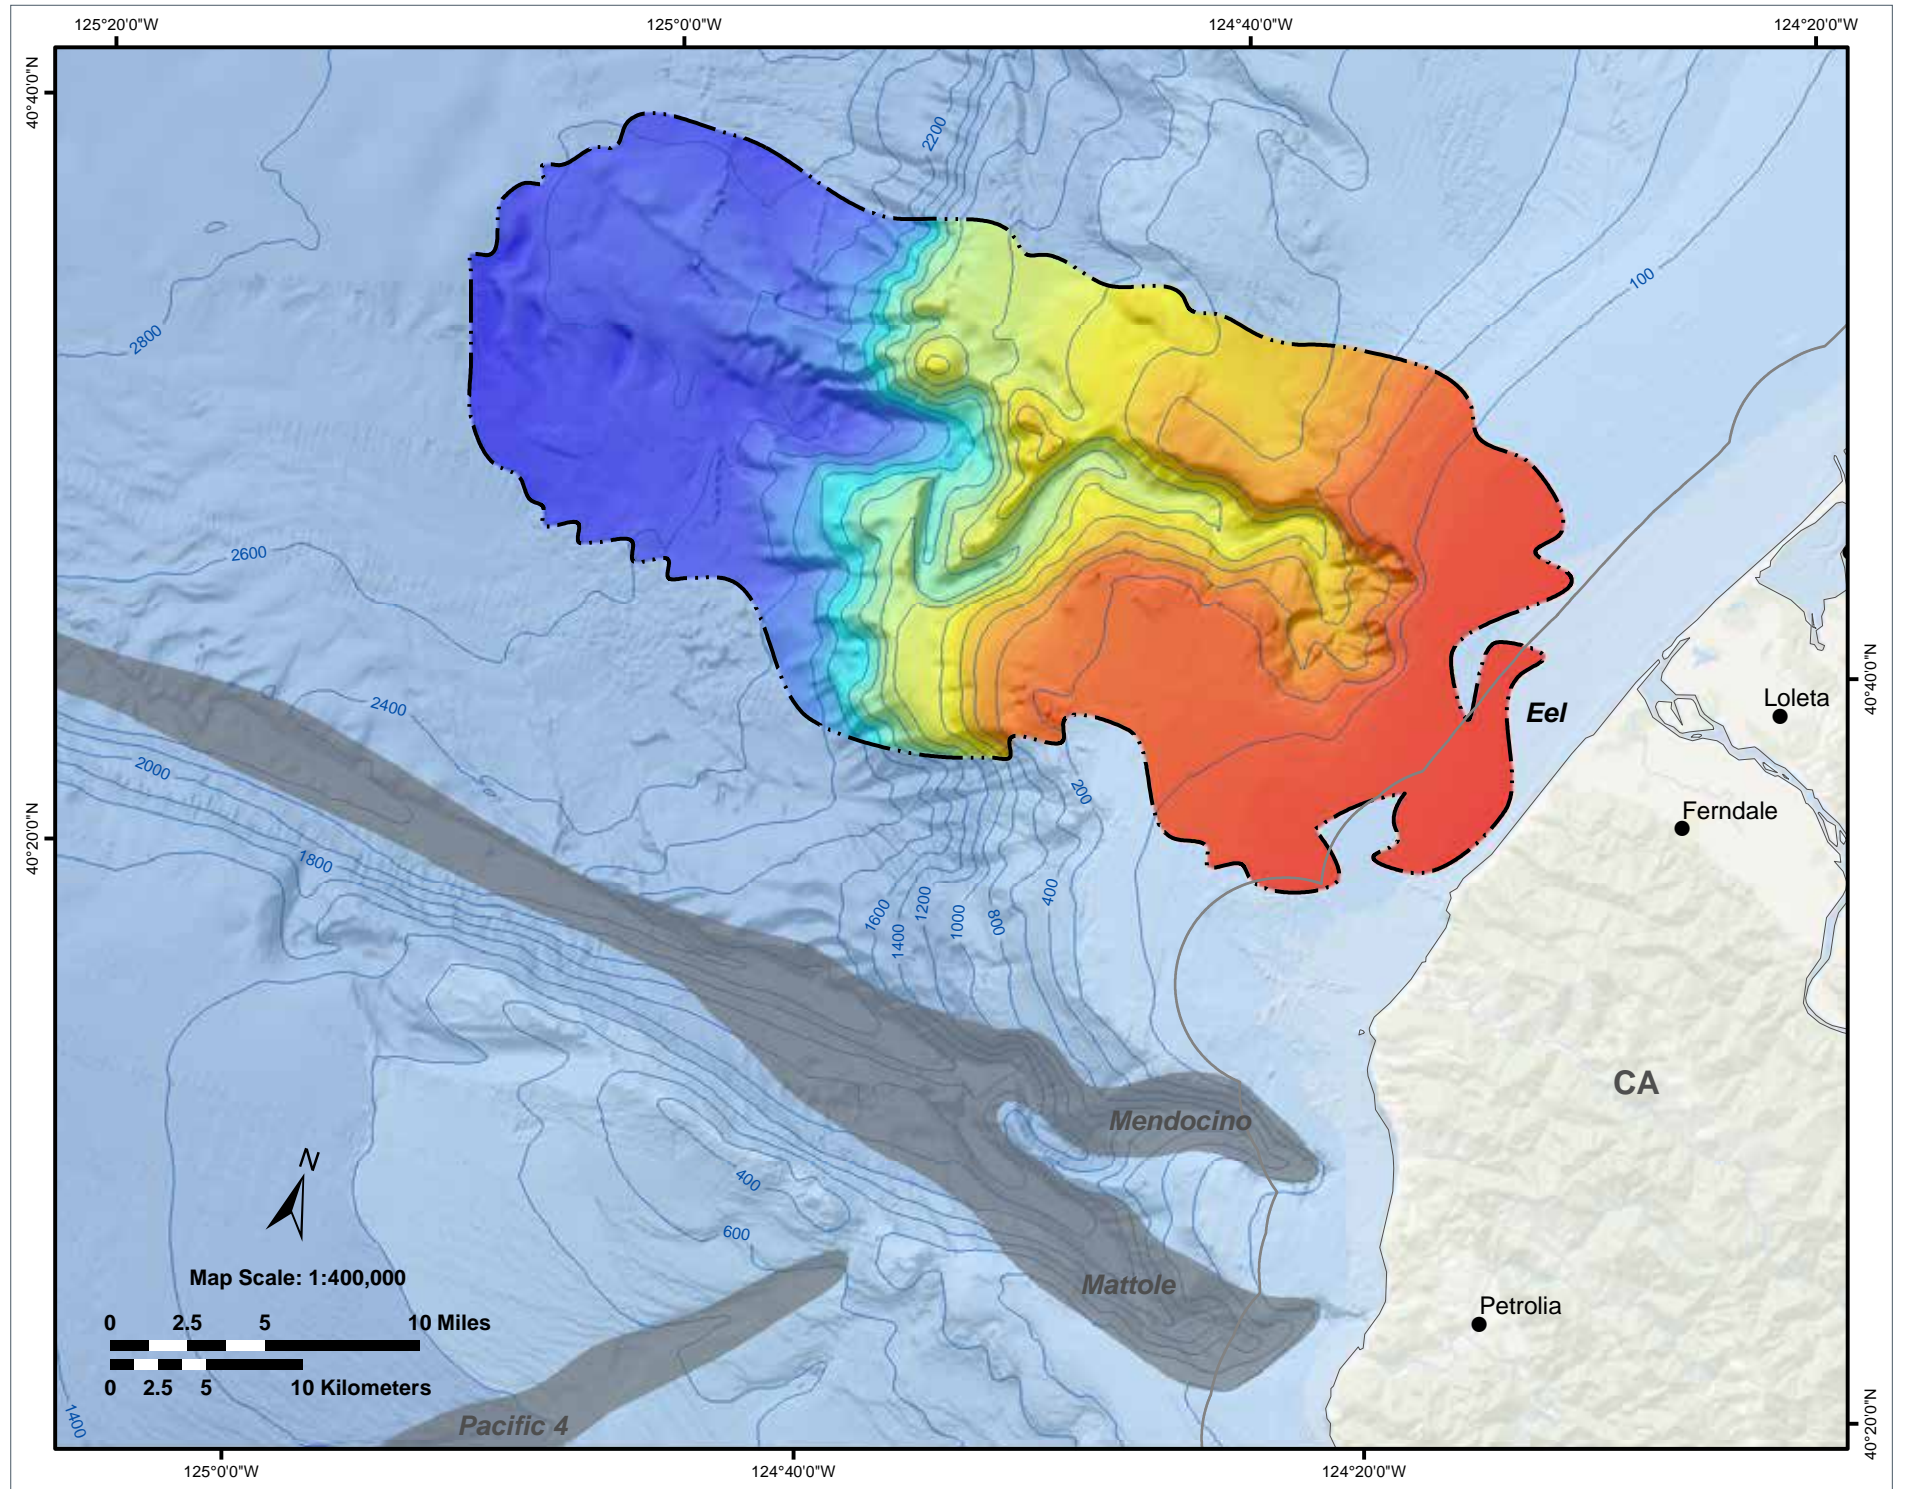 125°20'0"W
125°0'0"W
124°40'0"W
124°20'0"W
40°40'0"N
2200
100
2800
2600
40°40'0"N
Loleta
2400
Eel
2000
200
Ferndale
40°20'0"N
1800
400
1600
1200
1000
800
1400
CA
Mendocino
N
400
600
Map Scale: 1:400,000
Mattole
Petrolia
0 2.5 5 10 Miles
0 2.5 5 10 Kilometers
1400
Pacific 4
40°20'0"N
125°0'0"W
124°40'0"W
124°20'0"W